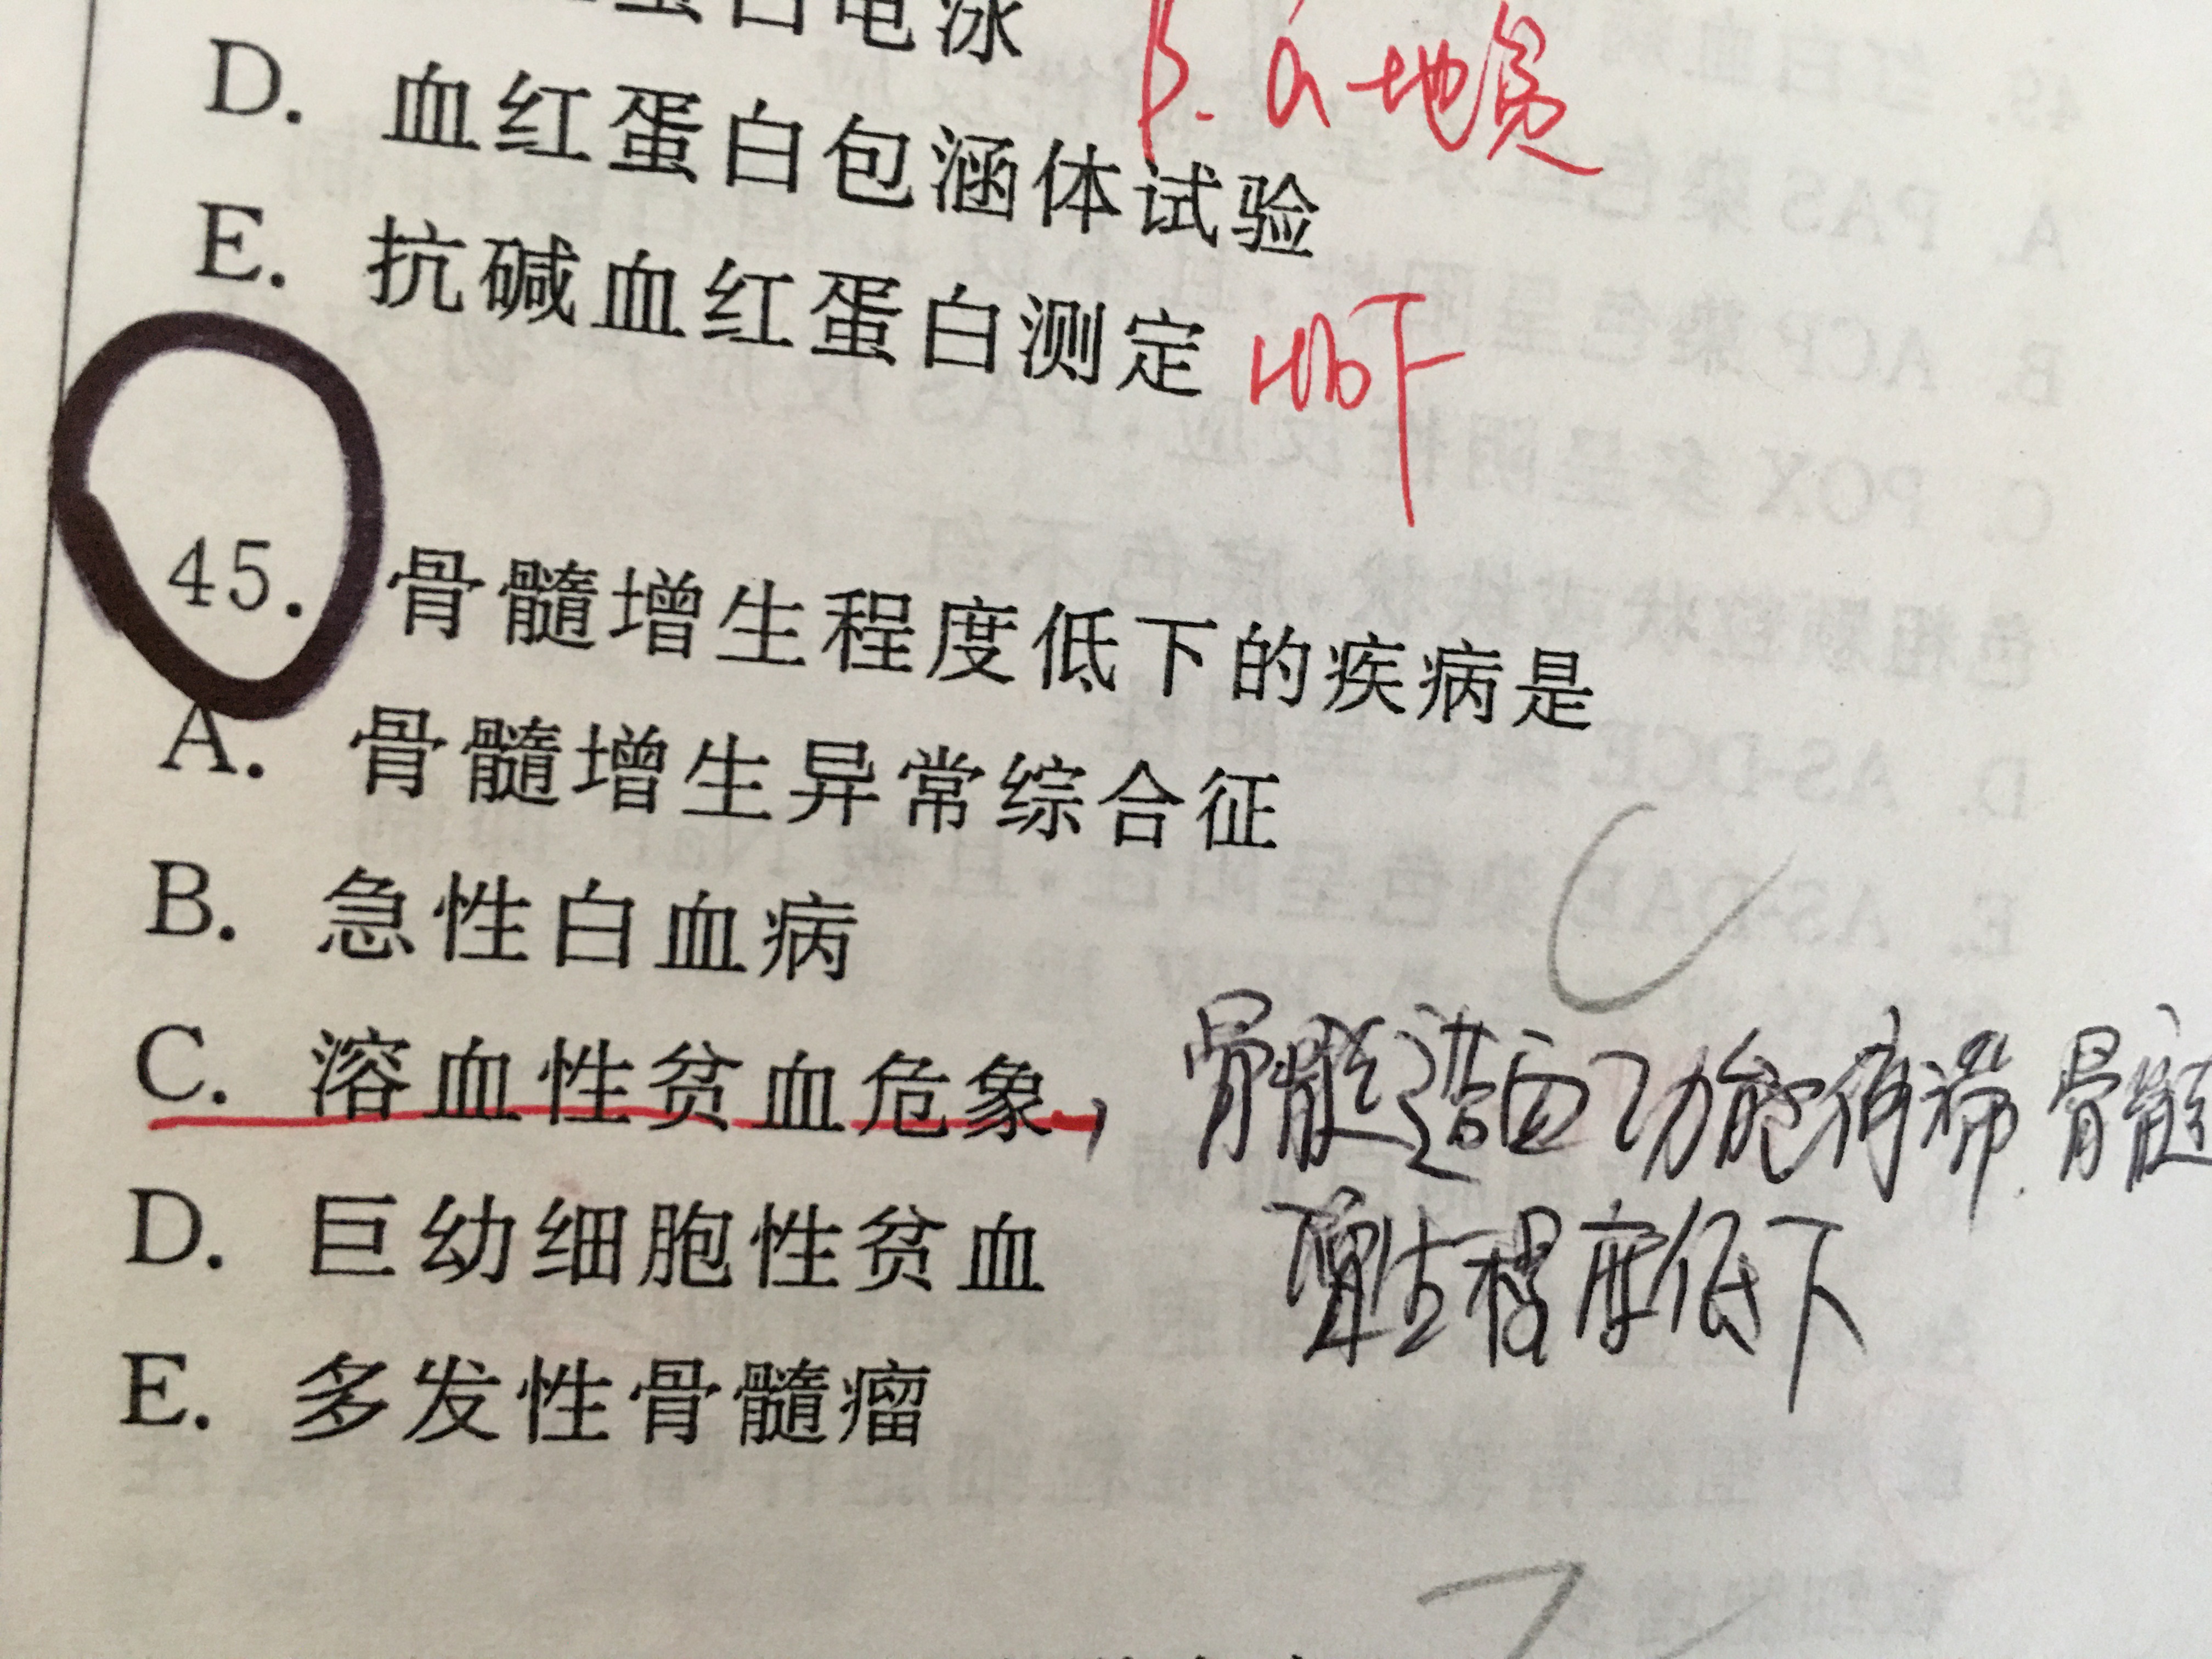 蛋白电泳
β. α 地贫
D. 血红蛋白包涵体试验
E. 抗碱血红蛋白测定 HbF
45. 骨髓增生程度低下的疾病是
A. 骨髓增生异常综合征
B. 急性白血病
C. 溶血性贫血危象, 骨髓造血功能停滞.骨髓
D. 巨幼细胞性贫血 增生程度低下
E. 多发性骨髓瘤